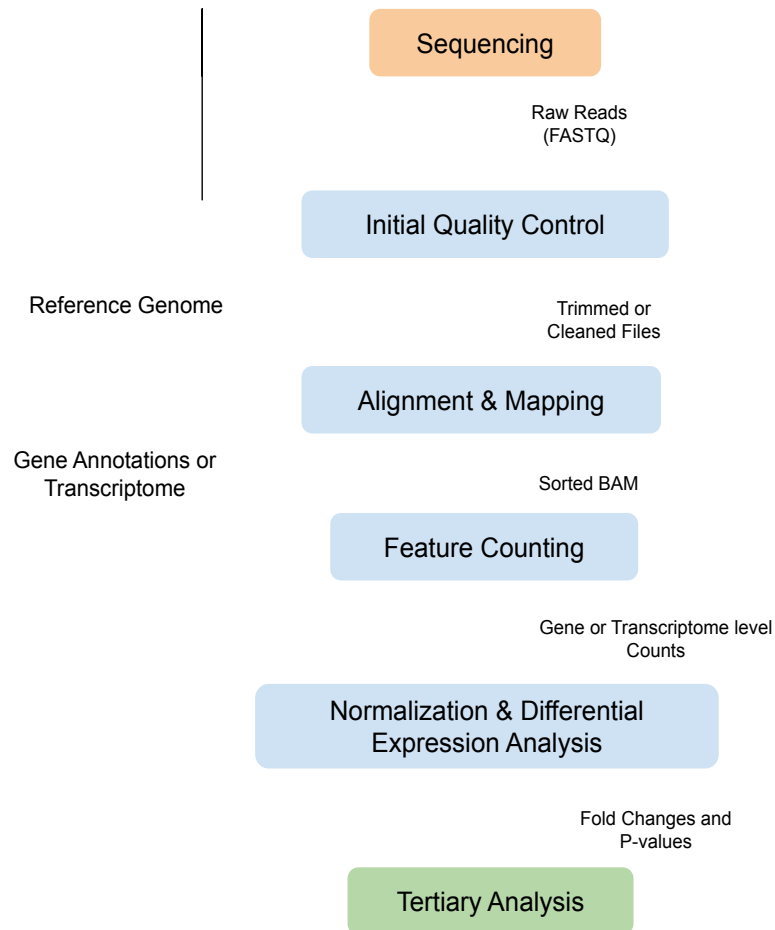 Sequencing
Raw Reads
(FASTQ)
Initial Quality Control
Reference Genome
Trimmed or
Cleaned Files
Alignment & Mapping
Gene Annotations or
Transcriptome
Sorted BAM
Feature Counting
Gene or Transcriptome level
Counts
Normalization & Differential
Expression Analysis
Fold Changes and
P-values
Tertiary Analysis